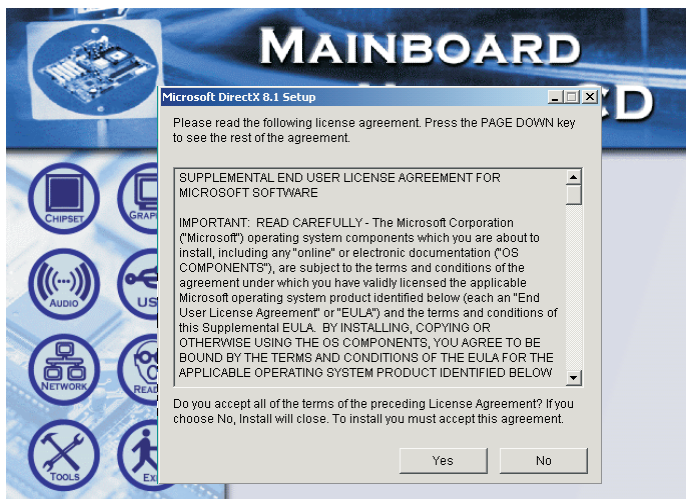 MAINBOARD
CD
Microsoft DirectX 8.1 Setup
Please read the following license agreement. Press the PAGE DOWN key
to see the rest of the agreement.
SUPPLEMENTAL END USER LICENSE AGREEMENT FOR
MICROSOFT SOFTWARE
IMPORTANT: READ CAREFULLY - The Microsoft Corporation
("Microsoft") operating system components which you are about to
install, including any "online" or electronic documentation ("OS
COMPONENTS"), are subject to the terms and conditions of the
agreement under which you have validly licensed the applicable
Microsoft operating system product identified below (each an "End
User License Agreement" or "EULA") and the terms and conditions of
this Supplemental EULA. BY INSTALLING, COPYING OR
OTHERWISE USING THE OS COMPONENTS, YOU AGREE TO BE
BOUND BY THE TERMS AND CONDITIONS OF THE EULA FOR THE
APPLICABLE OPERATING SYSTEM PRODUCT IDENTIFIED BELOW
Do you accept all of the terms of the preceding License Agreement? If you
choose No, Install will close. To install you must accept this agreement.
Yes No
CHIPSET GRAP
AUDIO US
NETWORK READ
TOOLS EX